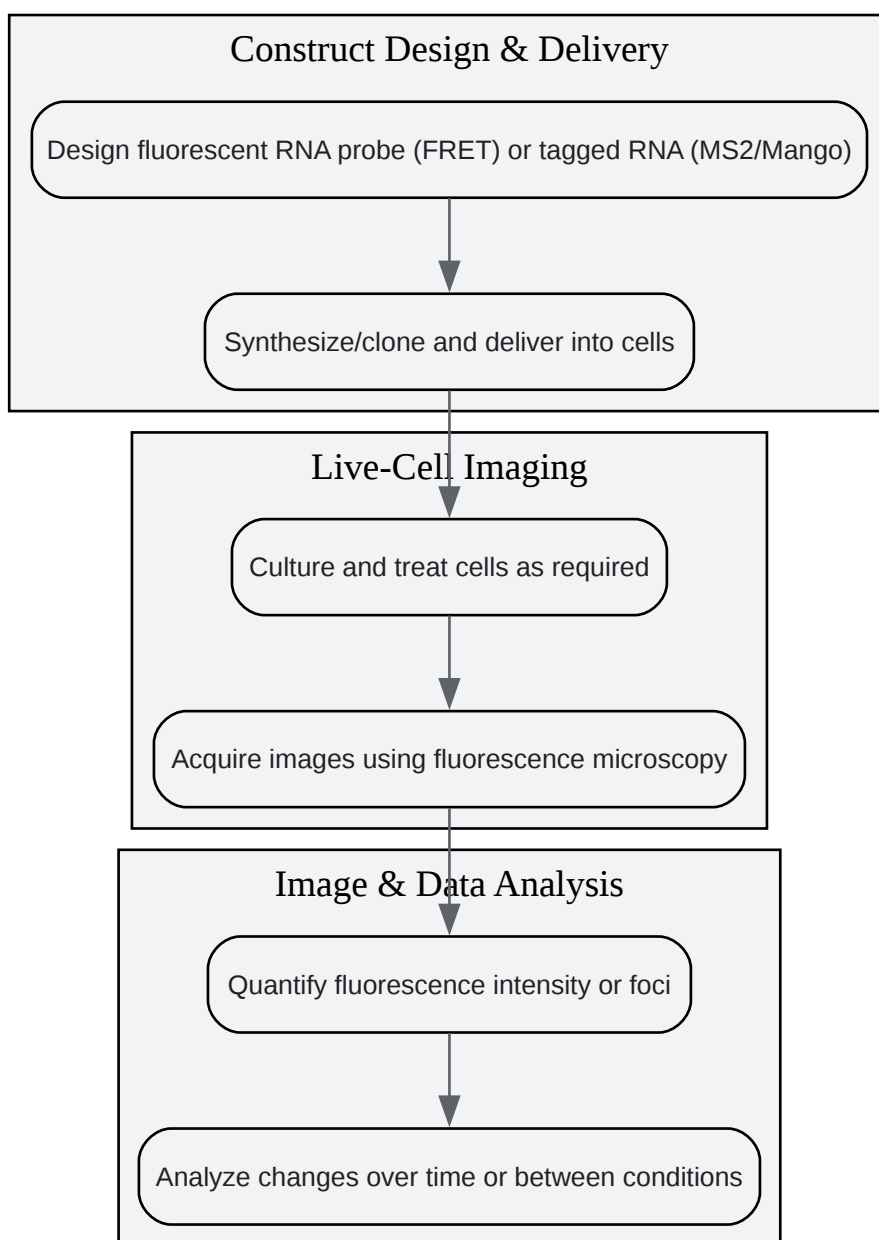 Construct Design & Delivery
Design fluorescent RNA probe (FRET) or tagged RNA (MS2/Mango)
Synthesize/clone and deliver into cells
Live-Cell Imaging
Culture and treat cells as required
Acquire images using fluorescence microscopy
Image & Data Analysis
Quantify fluorescence intensity or foci
Analyze changes over time or between conditions